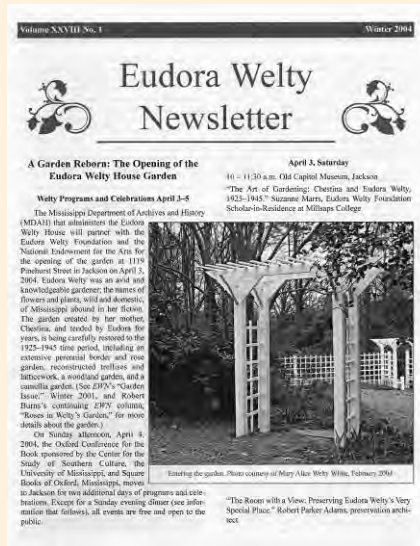 Volume XXVIII No. 1
Winter 2004
Eudora Welty
Newsletter
A Garden Reborn: The Opening of the
Eudora Welty House Garden
Welty Programs and Celebrations April 3–5
The Mississippi Department of Archives and History
(MDAH) that administers the Eudora
Welty House will partner with the
Eudora Welty Foundation and the
National Endowment for the Arts for
the opening of the garden at 1119
Pinehurst Street in Jackson on April 3,
2004. Eudora Welty was an avid and
knowledgeable gardener; the names of
flowers and plants, wild and domestic,
of Mississippi abound in her fiction.
The garden created by her mother,
Chestina, and tended by Eudora for
years, is being carefully restored to the
1925–1945 time period, including an
extensive perennial border and rose
garden, reconstructed trellises and
latticework, a woodland garden, and a
camellia garden. (See EWN's "Garden
Issue," Winter 2001, and Robert
Burns's continuing EWN column,
"Roses in Welty's Garden," for more
details about the garden.)
On Sunday afternoon, April 4,
2004, the Oxford Conference for the
Book sponsored by the Center for the
Study of Southern Culture, the
University of Mississippi, and Square
Books of Oxford, Mississippi, moves
to Jackson for two additional days of programs and cele-
brations. Except for a Sunday evening dinner (see infor-
mation that follows), all events are free and open to the
public.
April 3, Saturday
10 – 11:30 a.m. Old Capitol Museum, Jackson
"The Art of Gardening: Chestina and Eudora Welty,
1925–1945." Suzanne Marrs, Eudora Welty Foundation
Scholar-in-Residence at Millsaps College
Entering the garden. Photo courtesy of Mary Alice Welty White, February 2004
"The Room with a View: Preserving Eudora Welty's Very
Special Place." Robert Parker Adams, preservation archi-
tect